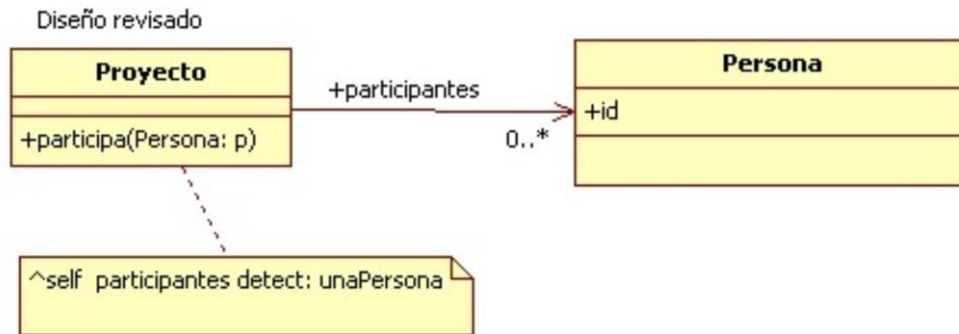 Diseño revisado
Proyecto
+participa(Persona: p)
+participantes
0..*
Persona
+id
^self participantes detect: unaPersona